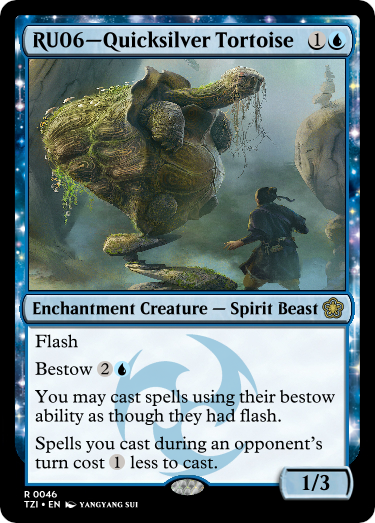 RU06—Quicksilver Tortoise 1
Enchantment Creature — Spirit Beast
Flash
Bestow 2
You may cast spells using their bestow
ability as though they had flash.
Spells you cast during an opponent's
turn cost 1 less to cast.
1/3
R 0046
TZI • EN YANGYANG SUI